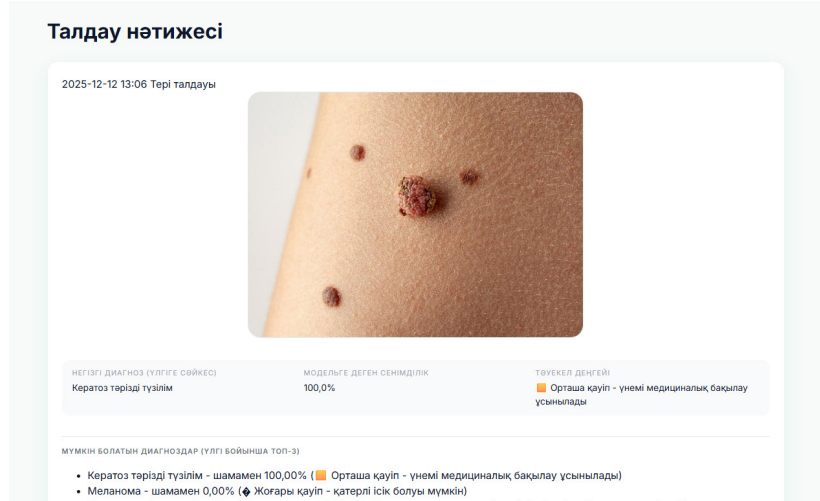 Талдау нәтижесі
2025-12-12 13:06 Тері талдауы
НЕГІЗГІ ДИАГНОЗ (ҮЛГІГЕ СӘЙКЕС)
МОДЕЛЬГЕ ДЕГЕН СЕНІМДІЛІК
ТӘУЕКЕЛ ДЕҢГЕЙІ
Кератоз тәрізді түзілім
100,0%
🟧 Орташа қауіп - үнемі медициналық бақылау
ұсынылады
МҮМКІН БОЛАТЫН ДИАГНОЗДАР (ҮЛГІ БОЙЫНША ТОП-3)
• Кератоз тәрізді түзілім - шамамен 100,00% (🟧 Орташа қауіп - үнемі медициналық бақылау ұсынылады)
• Меланома - шамамен 0,00% (� Жоғары қауіп - қатерлі ісік болуы мүмкін)